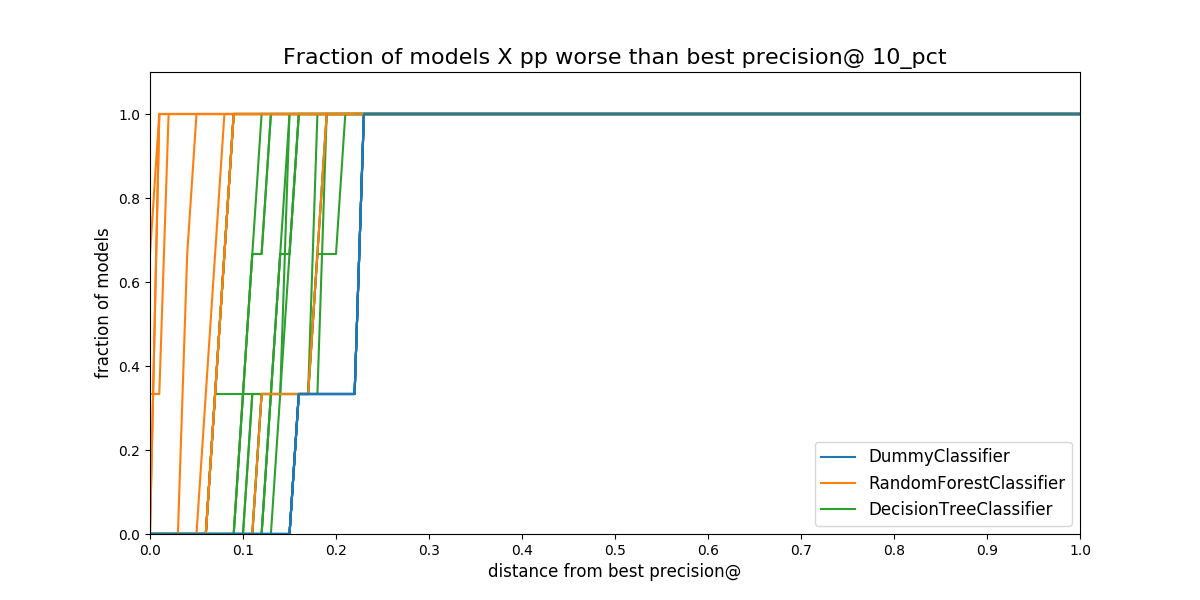 Fraction of models X pp worse than best precision@ 10_pct
fraction of models
1.0
0.8
0.6
0.4
0.2
0.0
DummyClassifier
RandomForestClassifier
DecisionTreeClassifier
0.0 0.1 0.2 0.3 0.4 0.5 0.6 0.7 0.8 0.9 1.0
distance from best precision@